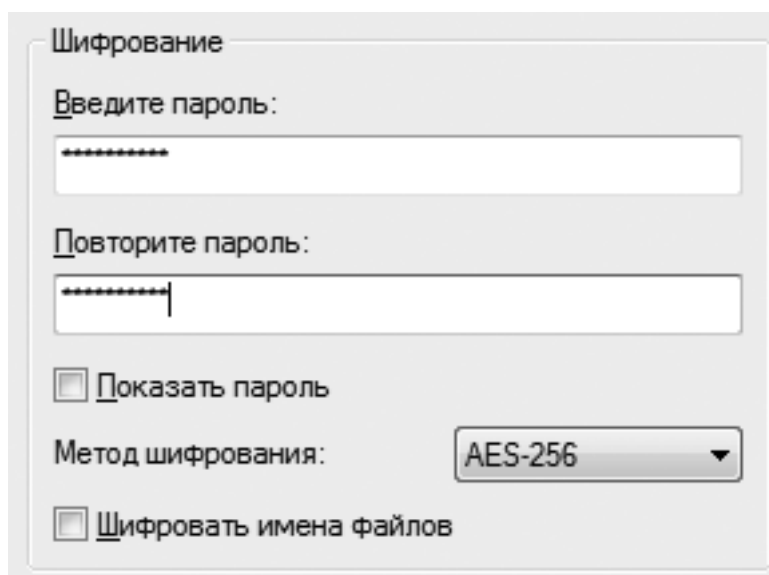 Шифрование
Введите пароль:
**********
Повторите пароль:
**********
Показать пароль
Метод шифрования: AES-256
Шифровать имена файлов